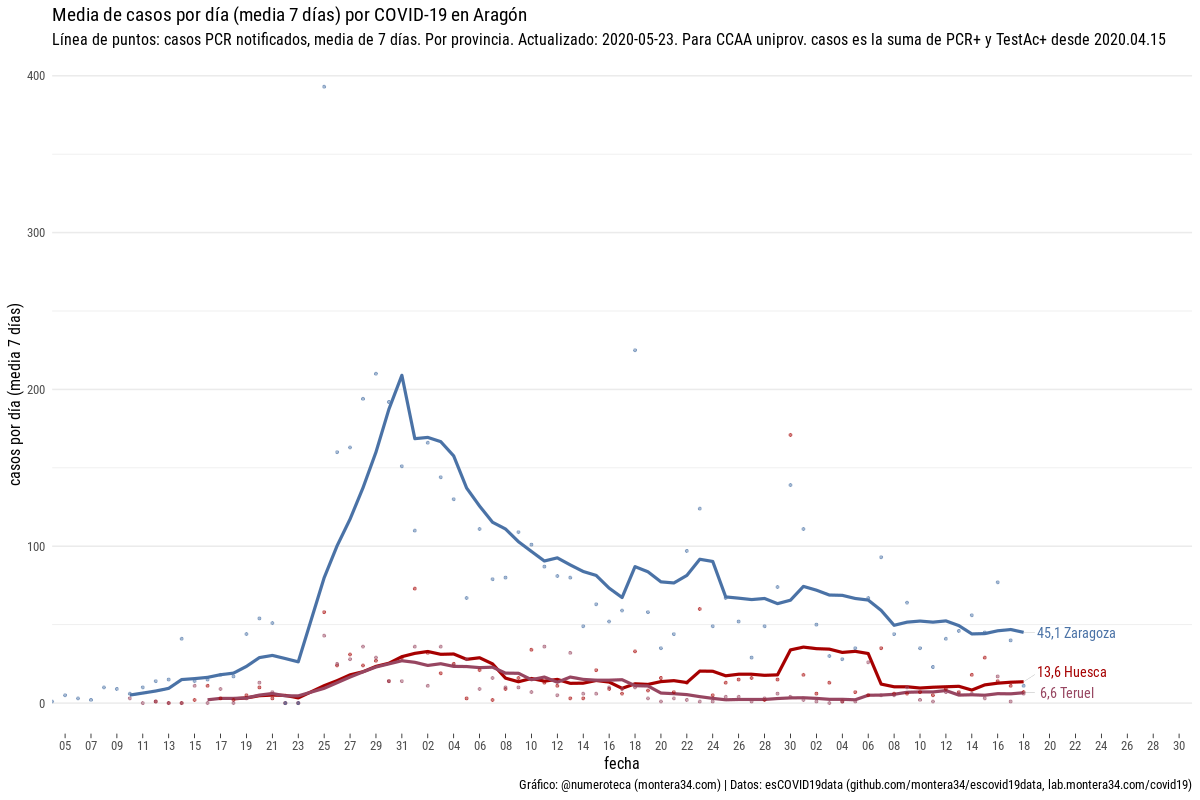 Media de casos por día (media 7 días) por COVID-19 en Aragón
Línea de puntos: casos PCR notificados, media de 7 días. Por provincia. Actualizado: 2020-05-23. Para CCAA uniprov. casos es la suma de PCR+ y TestAc+ desde 2020.04.15
casos por día (media 7 días)
400
300
200
100
0
45,1 Zaragoza
13,6 Huesca
6,6 Teruel
05 07 09 11 13 15 17 19 21 23 25 27 29 31 02 04 06 08 10 12 14 16 18 20 22 24 26 28 30 02 04 06 08 10 12 14 16 18 20 22 24 26 28 30
fecha
Gráfico: @numeroteca (montera34.com) | Datos: esCOVID19data (github.com/montera34/escovid19data, lab.montera34.com/covid19)